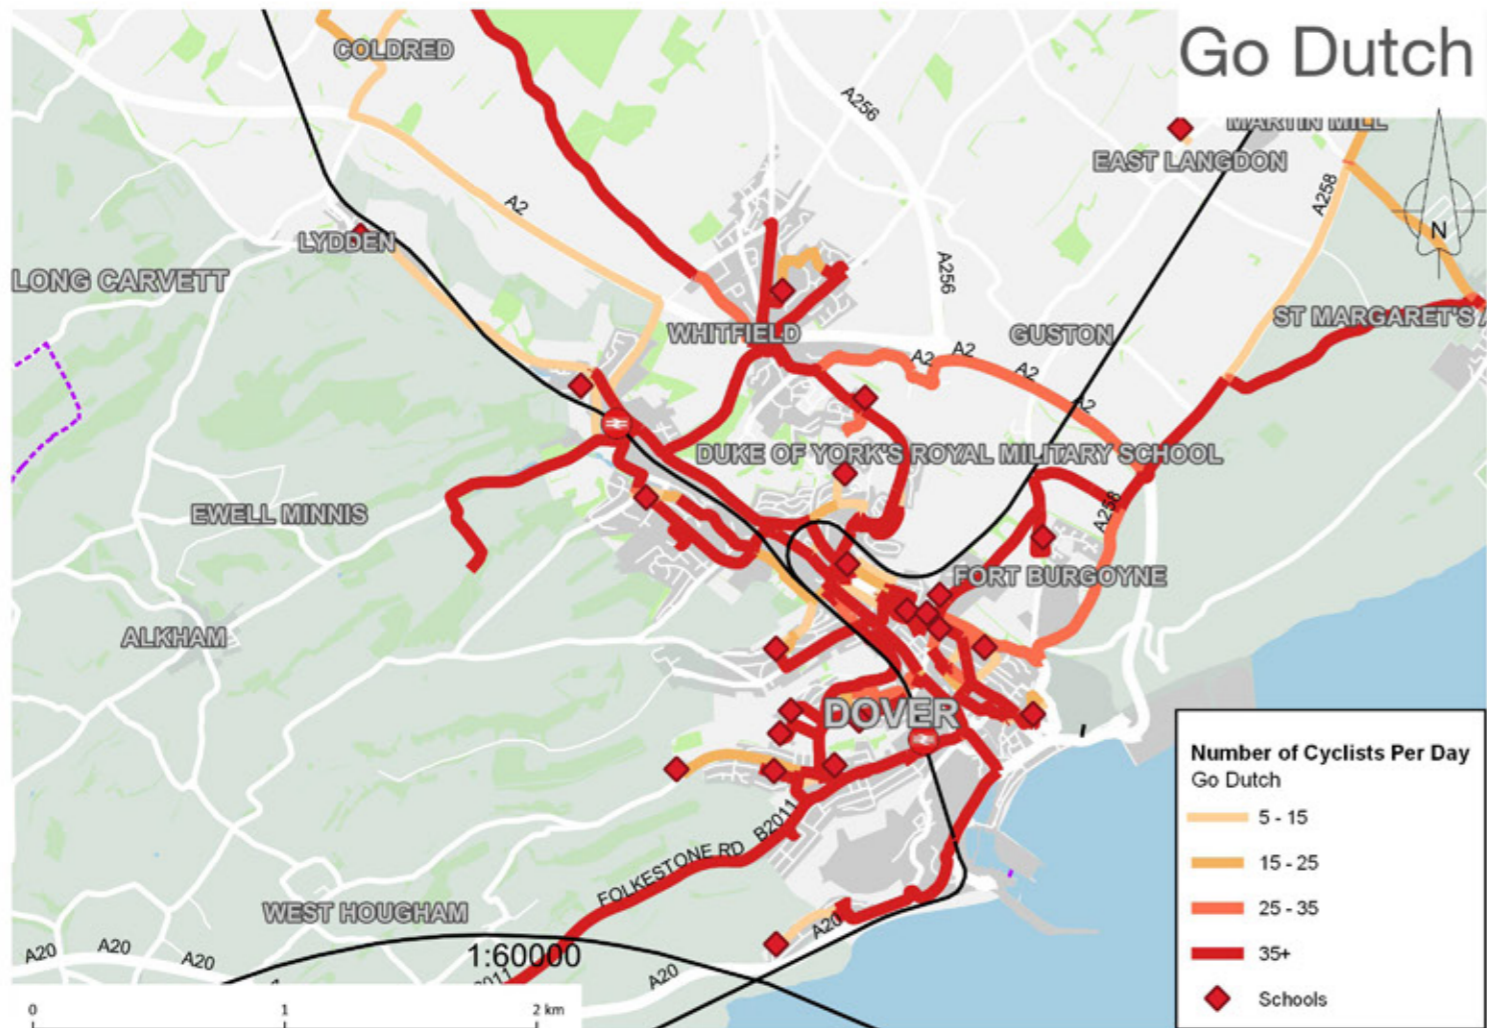 Go Dutch
COLDRED
A256
MARTIN MILL
EAST LANGDON
A258
A2
N
LYDDEN
LONG CARVETT
A256
ST MARGARET'S
WHITFIELD
GUSTON
A2
A2
A2
A2
DUKE OF YORK'S ROYAL MILITARY SCHOOL
EWELL MINNIS
A258
FORT BURGOYNE
ALKHAM
DOVER
B2011
FOLKESTONE RD
WEST HOUGHAM
A20
A20
A20
A20
1:60000
2011
A20
0 1 2 km
Number of Cyclists Per Day
Go Dutch
5 - 15
15 - 25
25 - 35
35+
Schools